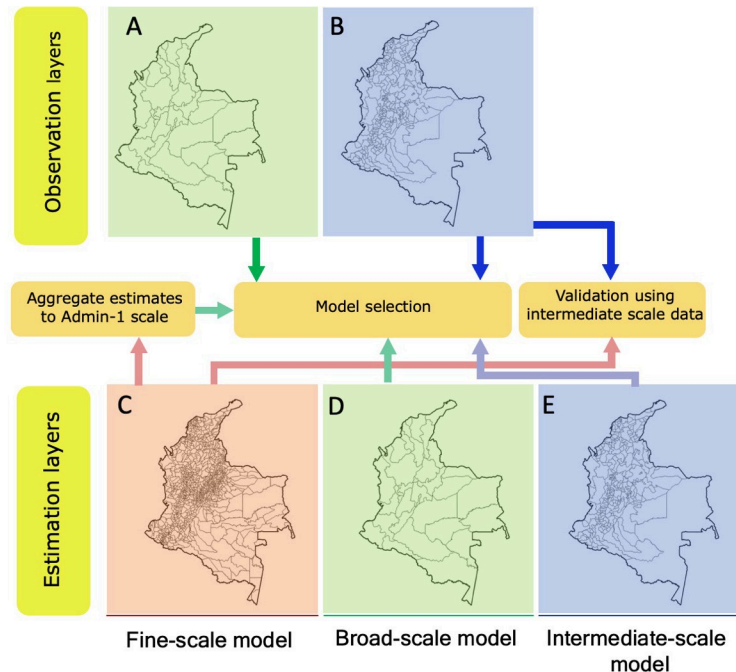 Observation layers
A
B
Aggregate estimates
to Admin-1 scale
Model selection
Validation using
intermediate scale data
Estimation layers
C
D
E
Fine-scale model
Broad-scale model
Intermediate-scale
model